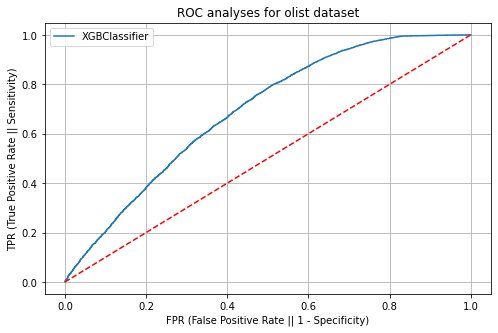 ROC analyses for olist dataset
XGBClassifier
TPR (True Positive Rate || Sensitivity)
1.0
0.8
0.6
0.4
0.2
0.0
0.0 0.2 0.4 0.6 0.8 1.0
FPR (False Positive Rate || 1 - Specificity)